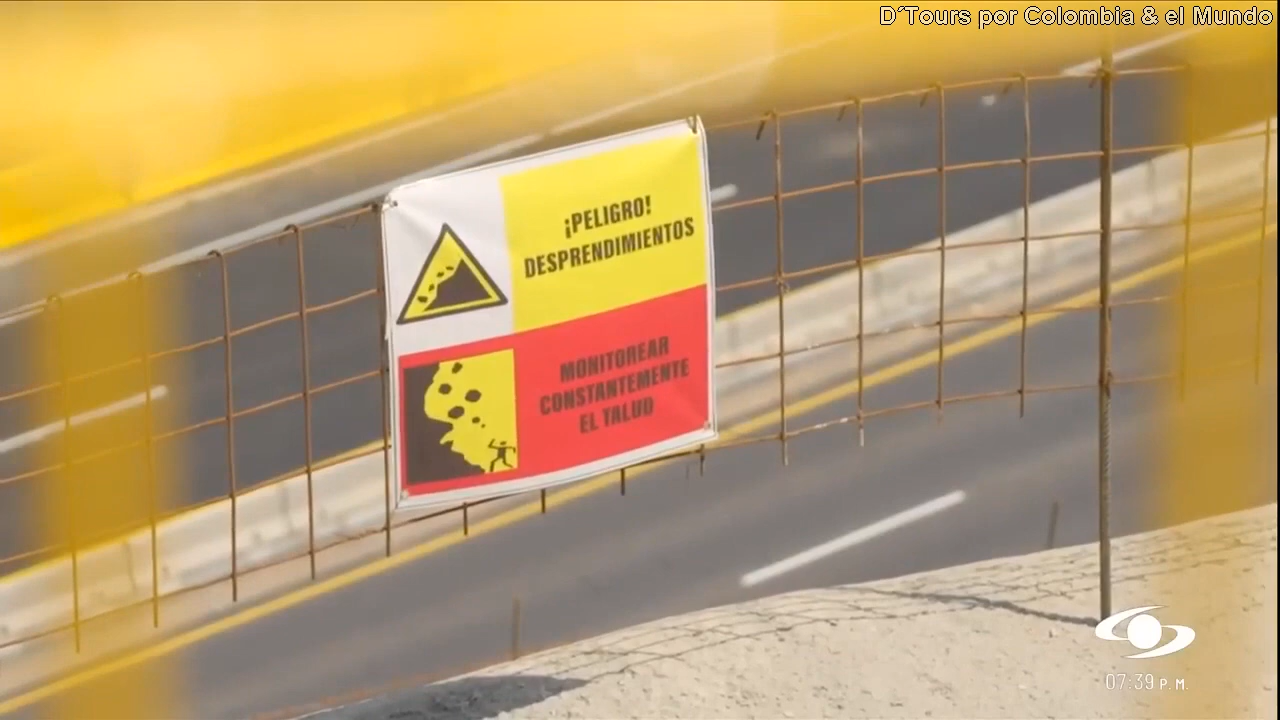 D´Tours por Colombia & el Mundo
¡PELIGRO!
DESPRENDIMIENTOS
MONITOREAR
CONSTANTEMENTE
EL TALUD
07:39 P.M.